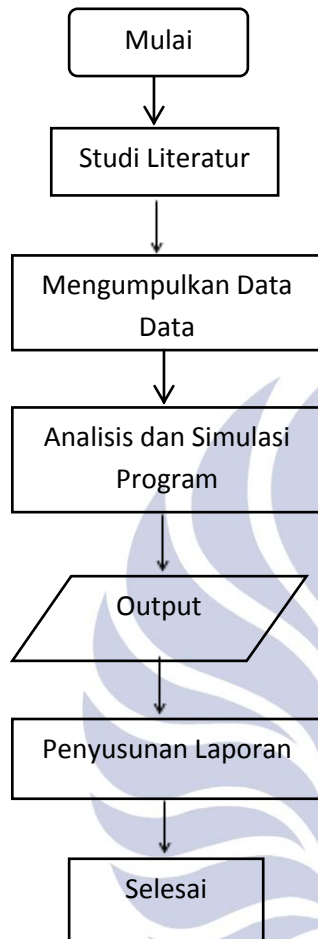 Mulai
Studi Literatur
Mengumpulkan Data
Data
Analisis dan Simulasi
Program
Output
Penyusunan Laporan
Selesai